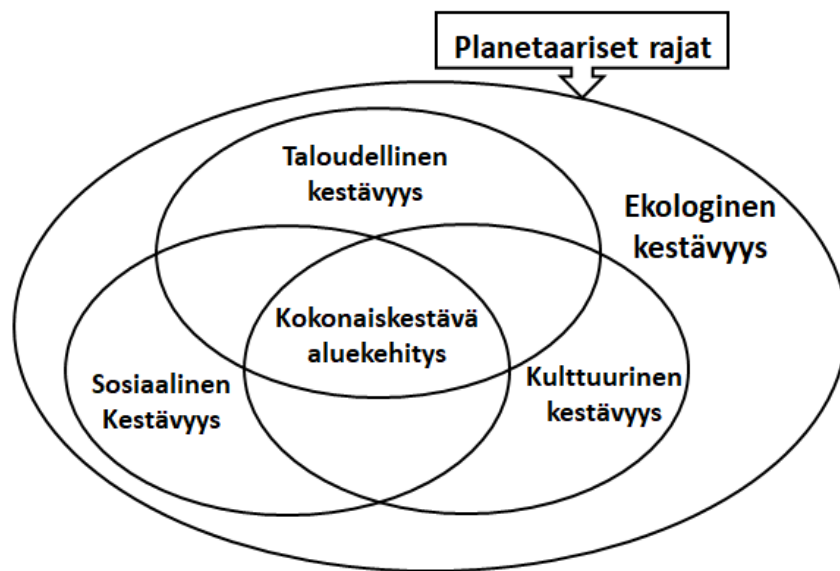 Planetaariset rajat
Taloudellinen
kestävyys
Ekologinen
kestävyys
Kokonaiskestävä
aluekehitys
Sosiaalinen
Kestävyys
Kulttuurinen
kestävyys